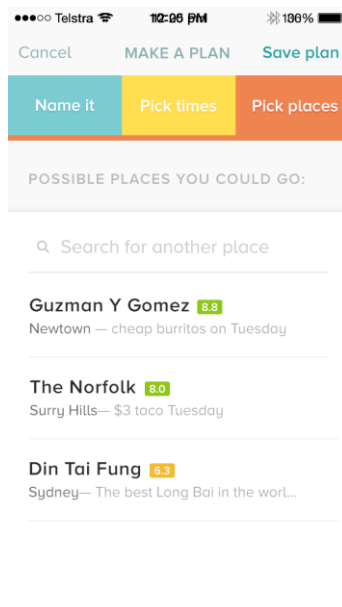 Telstra
Cancel MAKE A PLAN Save plan
Name it Pick times Pick places
POSSIBLE PLACES YOU COULD GO:
Search for another place
Guzman Y Gomez 8.8
Newtown — cheap burritos on Tuesday
The Norfolk 8.0
Surry Hills— $3 taco Tuesday
Din Tai Fung 6.3
Sydney— The best Long Bai in the worl...